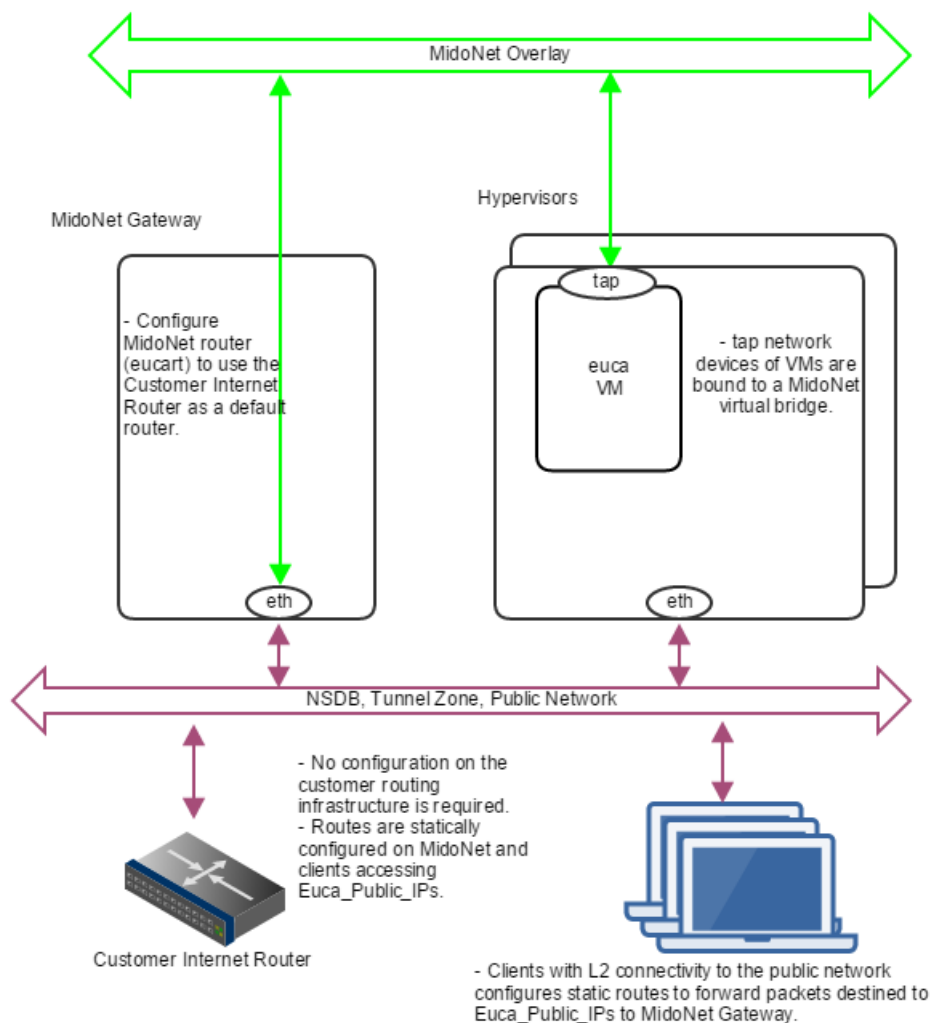 MidoNet Overlay
Hypervisors
MidoNet Gateway
tap
- Configure
MidoNet router
(eucart) to use the
Customer Internet
Router as a default
router.
euca
VM
- tap network
devices of VMs are
bound to a MidoNet
virtual bridge.
eth
eth
NSDB, Tunnel Zone, Public Network
- No configuration on the
customer routing
infrastructure is required.
- Routes are statically
configured on MidoNet and
clients accessing
Euca_Public_IPs.
Customer Internet Router
- Clients with L2 connectivity to the public network
configures static routes to forward packets destined to
Euca_Public_IPs to MidoNet Gateway.